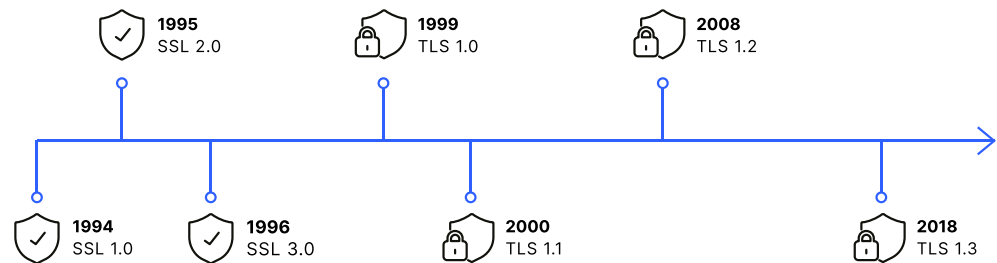 1995
SSL 2.0
1999
TLS 1.0
2008
TLS 1.2
1994
SSL 1.0
1996
SSL 3.0
2000
TLS 1.1
2018
TLS 1.3